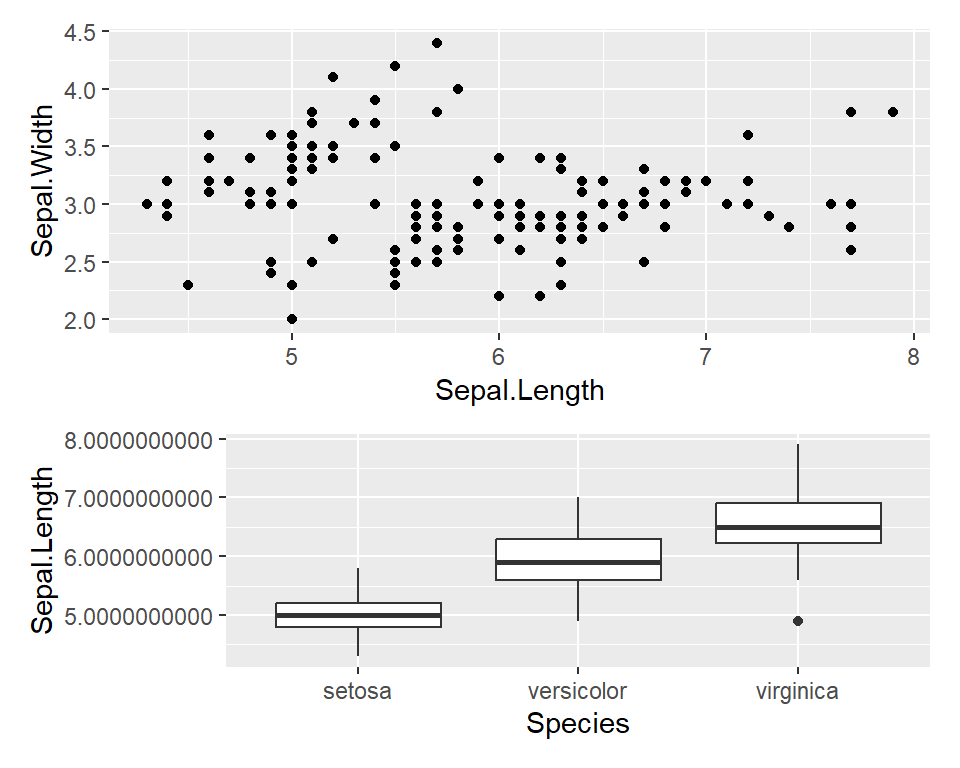 Sepal.Width
4.5
4.0
3.5
3.0
2.5
2.0
5 6 7 8
Sepal.Length
Sepal.Length
8.0000000000
7.0000000000
6.0000000000
5.0000000000
setosa versicolor virginica
Species